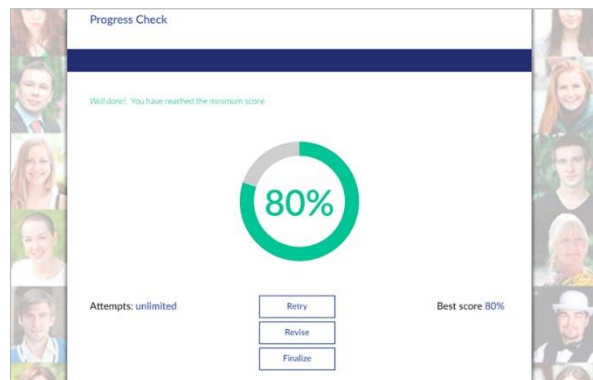 Progress Check
Well done!. You have reached the minimum score
80%
Attempts: unlimited
Retry
Best score 80%
Revise
Finalize